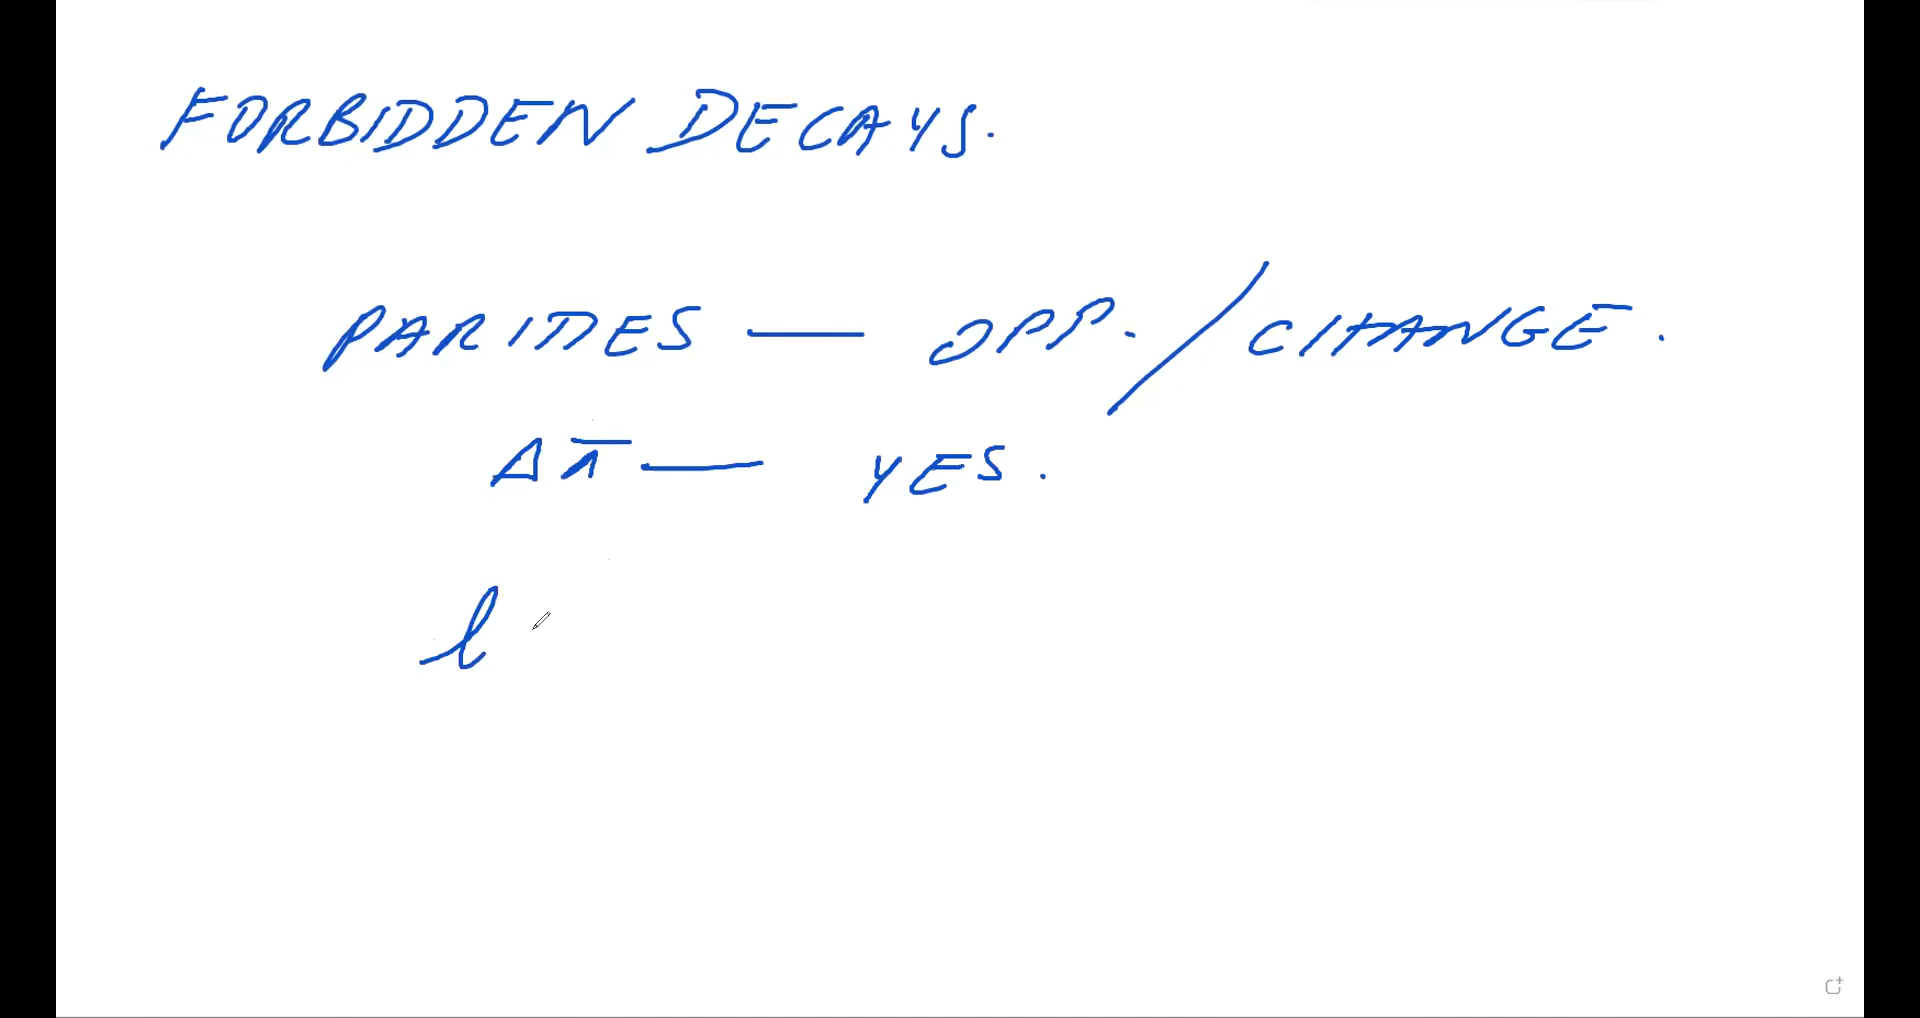 FORBIDDEN DECAYS.
PARITIES — OPP. / CHANGE.
Δπ — YES.
l